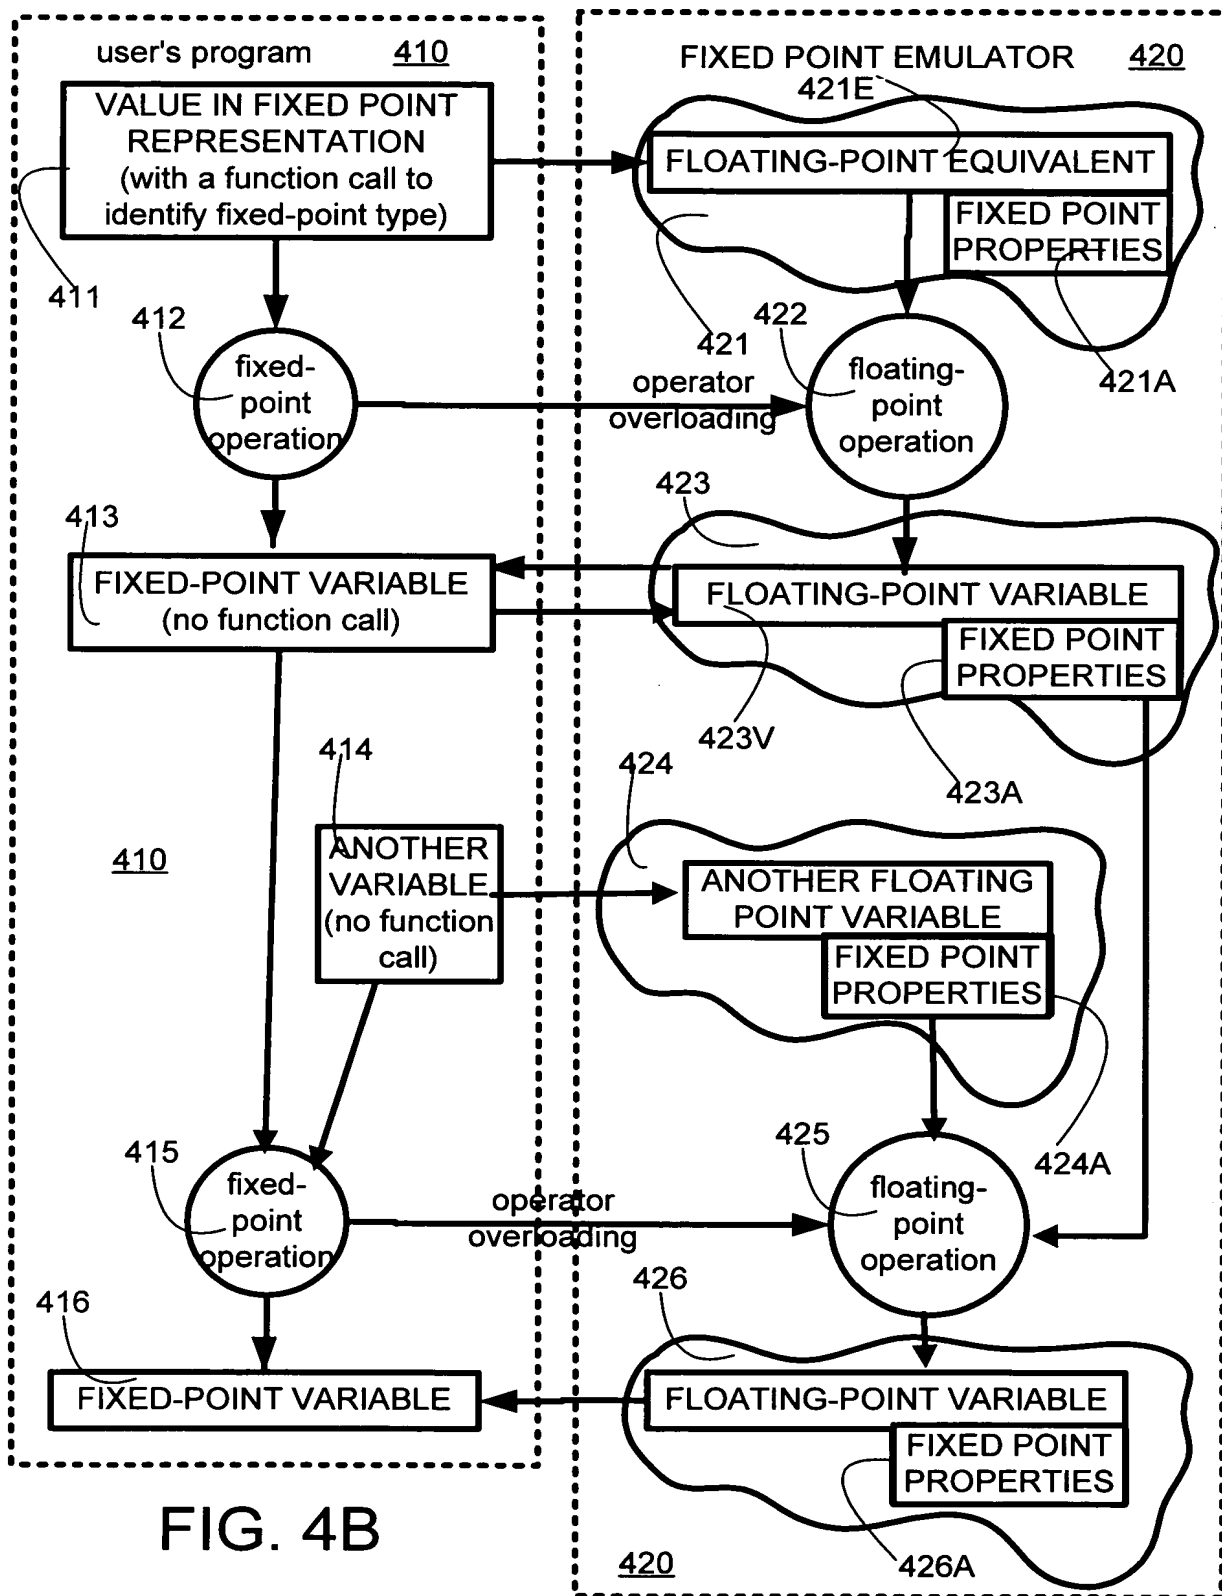 user's program 410
VALUE IN FIXED POINT
REPRESENTATION
(with a function call to
identify fixed-point type)
411
412
fixed-
point
operation
413
FIXED-POINT VARIABLE
(no function call)
414
ANOTHER
VARIABLE
(no function
call)
410
415
fixed-
point
operation
416
FIXED-POINT VARIABLE
operator
overloading
operator
overloading
FIXED POINT EMULATOR 420
421E
FLOATING-POINT EQUIVALENT
FIXED POINT
PROPERTIES
421
421A
422
floating-
point
operation
423
FLOATING-POINT VARIABLE
FIXED POINT
PROPERTIES
423V
423A
424
ANOTHER FLOATING
POINT VARIABLE
FIXED POINT
PROPERTIES
424A
425
floating-
point
operation
426
FLOATING-POINT VARIABLE
FIXED POINT
PROPERTIES
426A
420
FIG. 4B